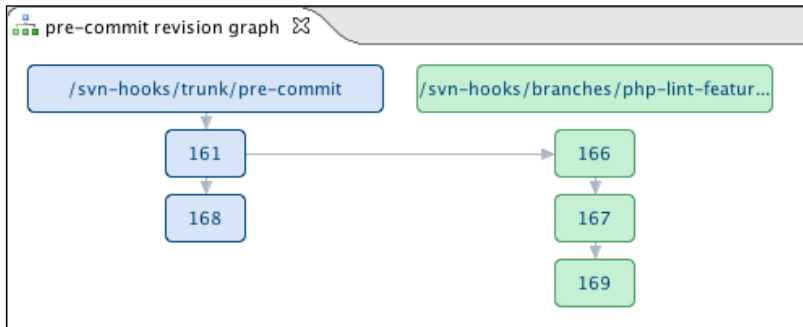 pre-commit revision graph
/svn-hooks/trunk/pre-commit
/svn-hooks/branches/php-lint-featur...
161
166
168
167
169